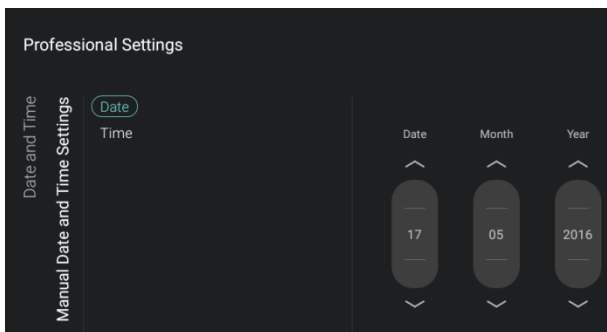 Professional Settings
Date and Time
Manual Date and Time Settings
Date
Time
Date Month Year
17 05 2016